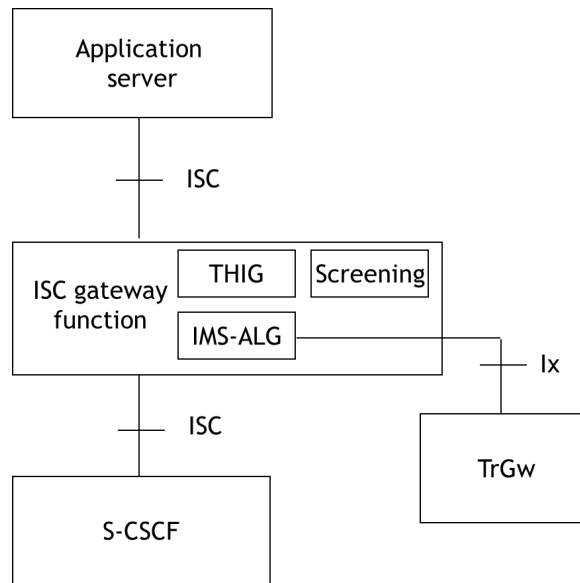 Application
server
ISC
THIG
Screening
ISC gateway
function
IMS-ALG
Ix
ISC
TrGw
S-CSCF